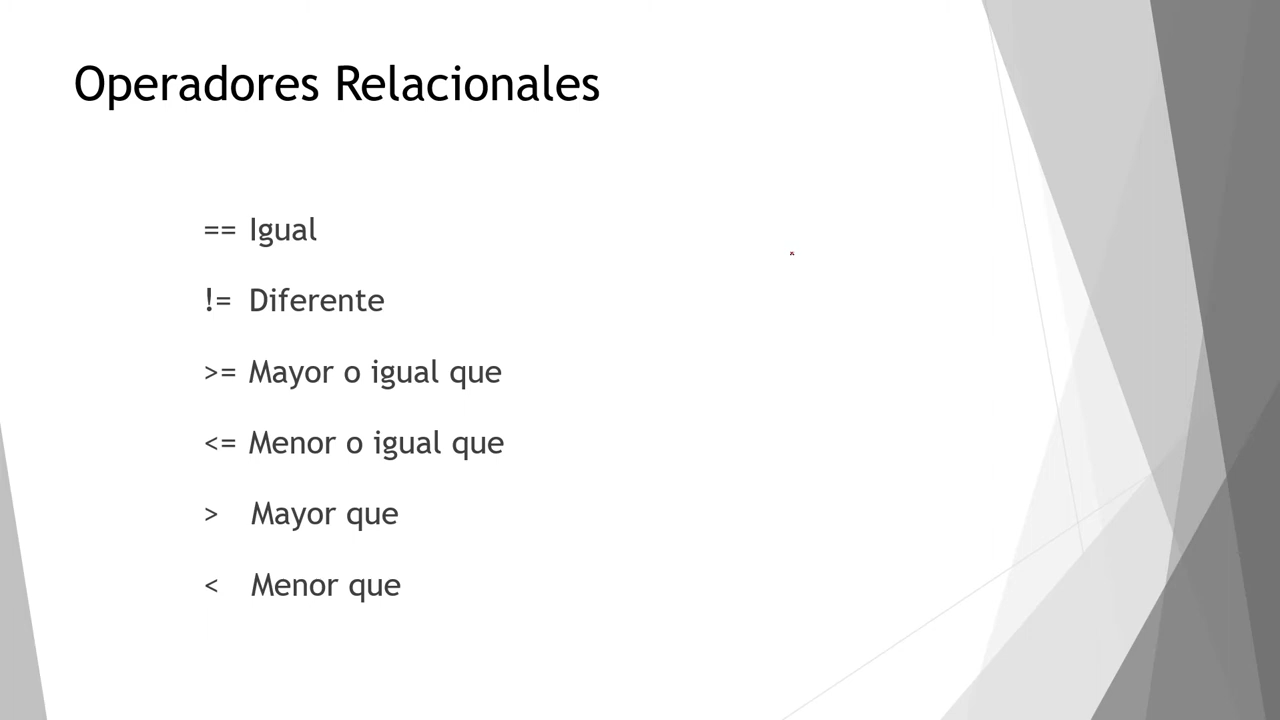 Operadores Relacionales
== Igual
!= Diferente
>= Mayor o igual que
<= Menor o igual que
> Mayor que
< Menor que